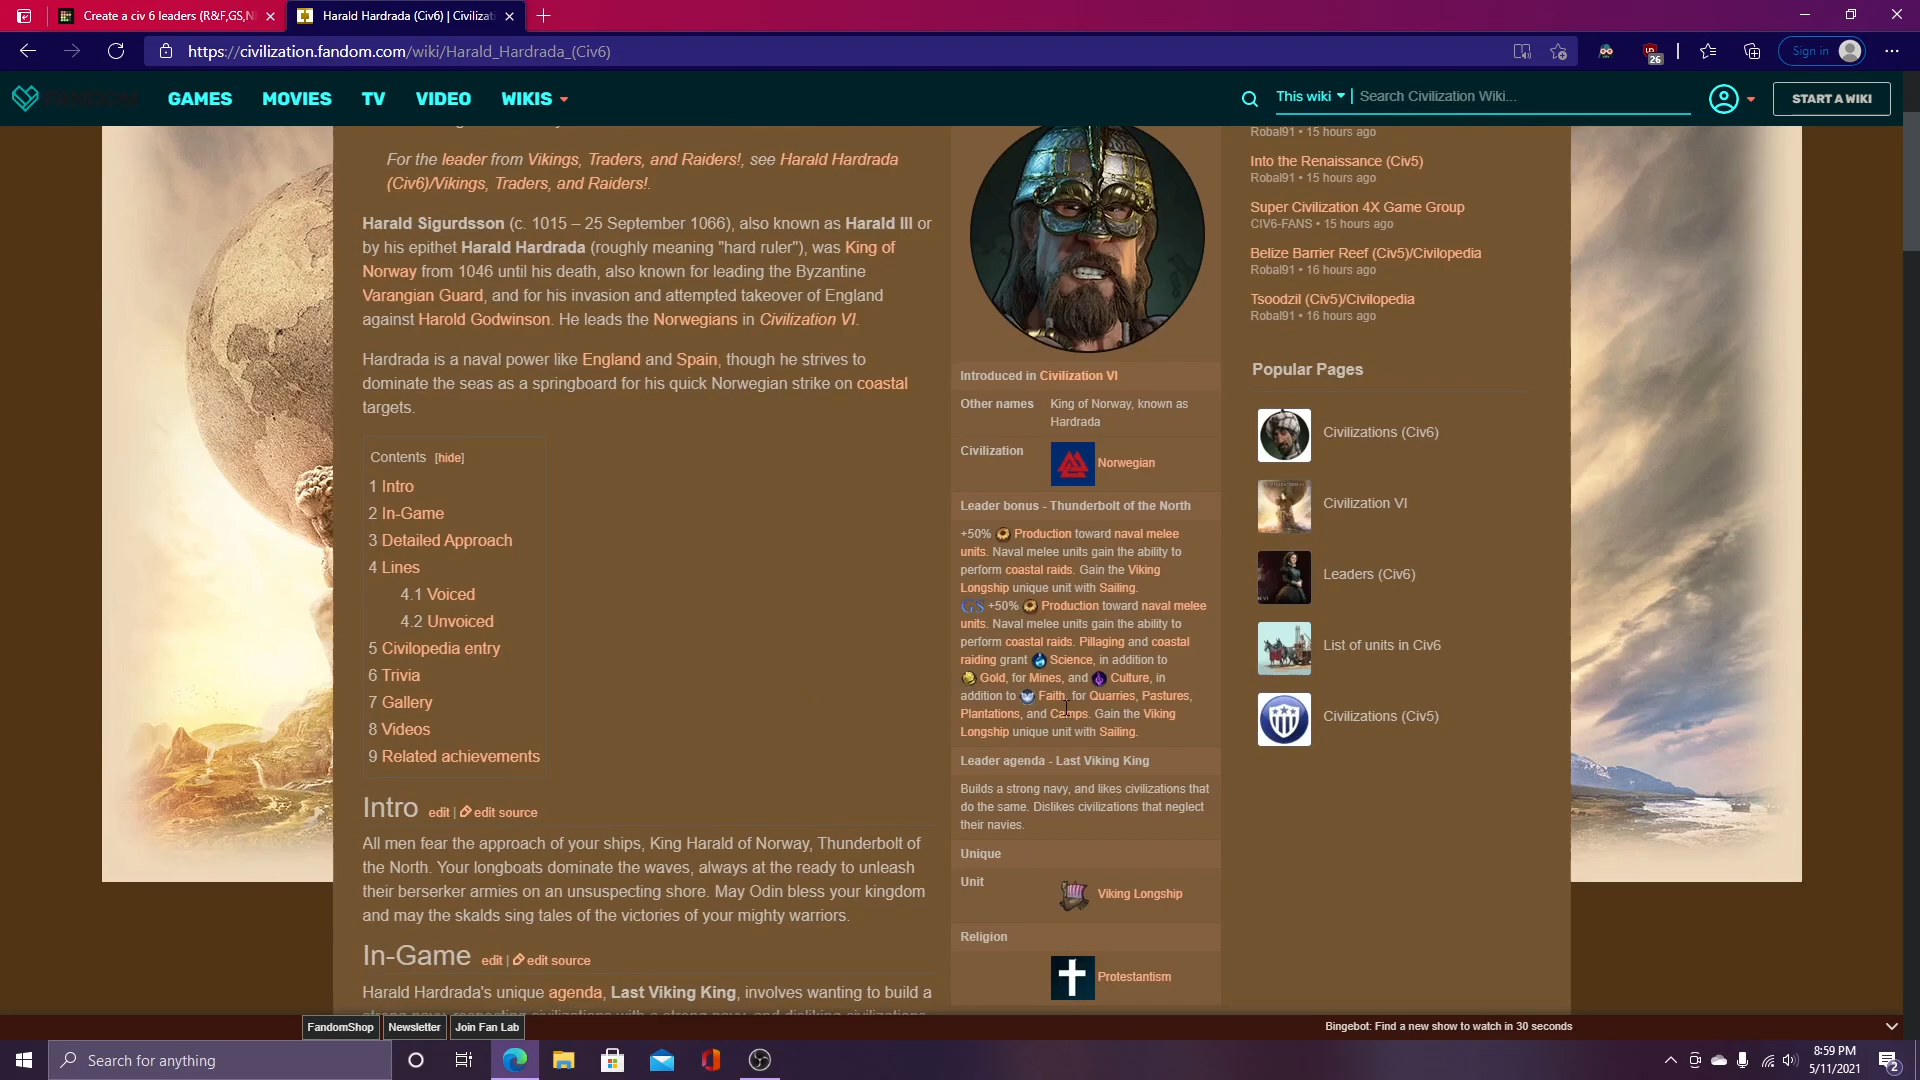 Create a civ 6 leaders (R&F,GS,N
Harald Hardrada (Civ6) | Civiliza
https://civilization.fandom.com/wiki/Harald_Hardrada_(Civ6)
26
Sign in
GAMES MOVIES TV VIDEO WIKIS
This wiki
Search Civilization Wiki...
START A WIKI
For the leader from Vikings, Traders, and Raiders!, see Harald Hardrada
(Civ6)/Vikings, Traders, and Raiders!.
Harald Sigurdsson (c. 1015 – 25 September 1066), also known as Harald III or
by his epithet Harald Hardrada (roughly meaning "hard ruler"), was King of
Norway from 1046 until his death, also known for leading the Byzantine
Varangian Guard, and for his invasion and attempted takeover of England
against Harold Godwinson. He leads the Norwegians in Civilization VI.
Hardrada is a naval power like England and Spain, though he strives to
dominate the seas as a springboard for his quick Norwegian strike on coastal
targets.
Contents [hide]
1 Intro
2 In-Game
3 Detailed Approach
4 Lines
4.1 Voiced
4.2 Unvoiced
5 Civilopedia entry
6 Trivia
7 Gallery
8 Videos
9 Related achievements
Intro edit | edit source
All men fear the approach of your ships, King Harald of Norway, Thunderbolt of
the North. Your longboats dominate the waves, always at the ready to unleash
their berserker armies on an unsuspecting shore. May Odin bless your kingdom
and may the skalds sing tales of the victories of your mighty warriors.
In-Game edit | edit source
Harald Hardrada's unique agenda, Last Viking King, involves wanting to build a
strong navy, respecting civilizations with a strong navy, and disliking civilizations
Introduced in Civilization VI
Other names King of Norway, known as
Hardrada
Civilization Norwegian
Leader bonus - Thunderbolt of the North
+50% Production toward naval melee
units. Naval melee units gain the ability to
perform coastal raids. Gain the Viking
Longship unique unit with Sailing.
GS +50% Production toward naval melee
units. Naval melee units gain the ability to
perform coastal raids. Pillaging and coastal
raiding grant Science, in addition to
Gold, for Mines, and Culture, in
addition to Faith, for Quarries, Pastures,
Plantations, and Camps. Gain the Viking
Longship unique unit with Sailing.
Leader agenda - Last Viking King
Builds a strong navy, and likes civilizations that
do the same. Dislikes civilizations that neglect
their navies.
Unique
Unit Viking Longship
Religion
Protestantism
Robal91 • 15 hours ago
Into the Renaissance (Civ5)
Robal91 • 15 hours ago
Super Civilization 4X Game Group
CIV6-FANS • 15 hours ago
Belize Barrier Reef (Civ5)/Civilopedia
Robal91 • 16 hours ago
Tsoodzil (Civ5)/Civilopedia
Robal91 • 16 hours ago
Popular Pages
Civilizations (Civ6)
Civilization VI
Leaders (Civ6)
List of units in Civ6
Civilizations (Civ5)
FandomShop Newsletter Join Fan Lab
Bingebot: Find a new show to watch in 30 seconds
Search for anything
8:59 PM
5/11/2021
2